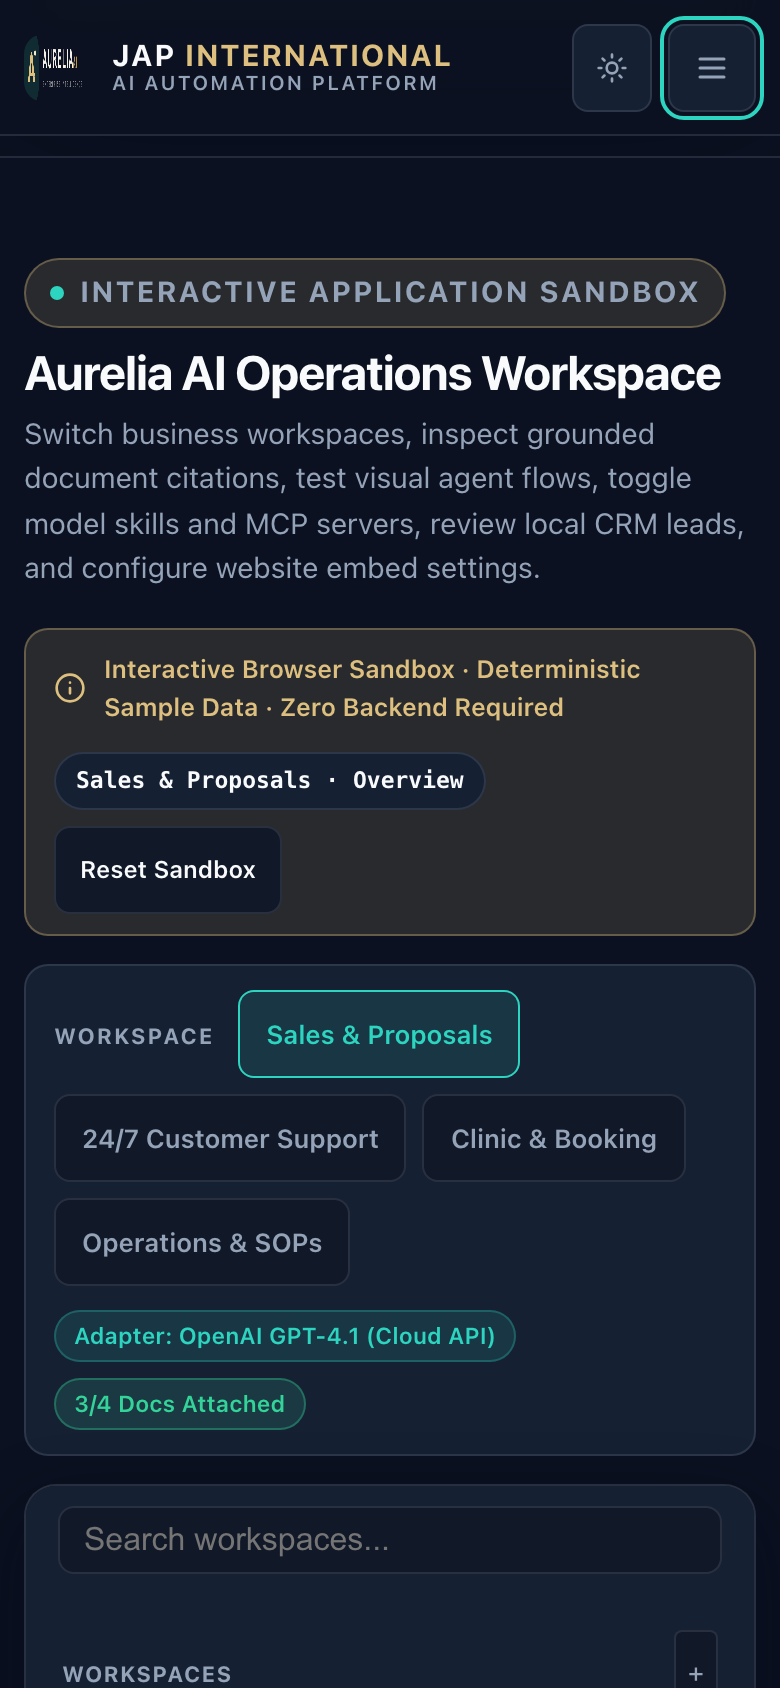 AURELIA
JAP INTERNATIONAL
AI AUTOMATION PLATFORM
INTERACTIVE APPLICATION SANDBOX
Aurelia AI Operations Workspace
Switch business workspaces, inspect grounded
document citations, test visual agent flows, toggle
model skills and MCP servers, review local CRM leads,
and configure website embed settings.
Interactive Browser Sandbox · Deterministic
Sample Data · Zero Backend Required
Sales & Proposals · Overview
Reset Sandbox
WORKSPACE Sales & Proposals
24/7 Customer Support Clinic & Booking
Operations & SOPs
Adapter: OpenAI GPT-4.1 (Cloud API)
3/4 Docs Attached
Search workspaces...
WORKSPACES +